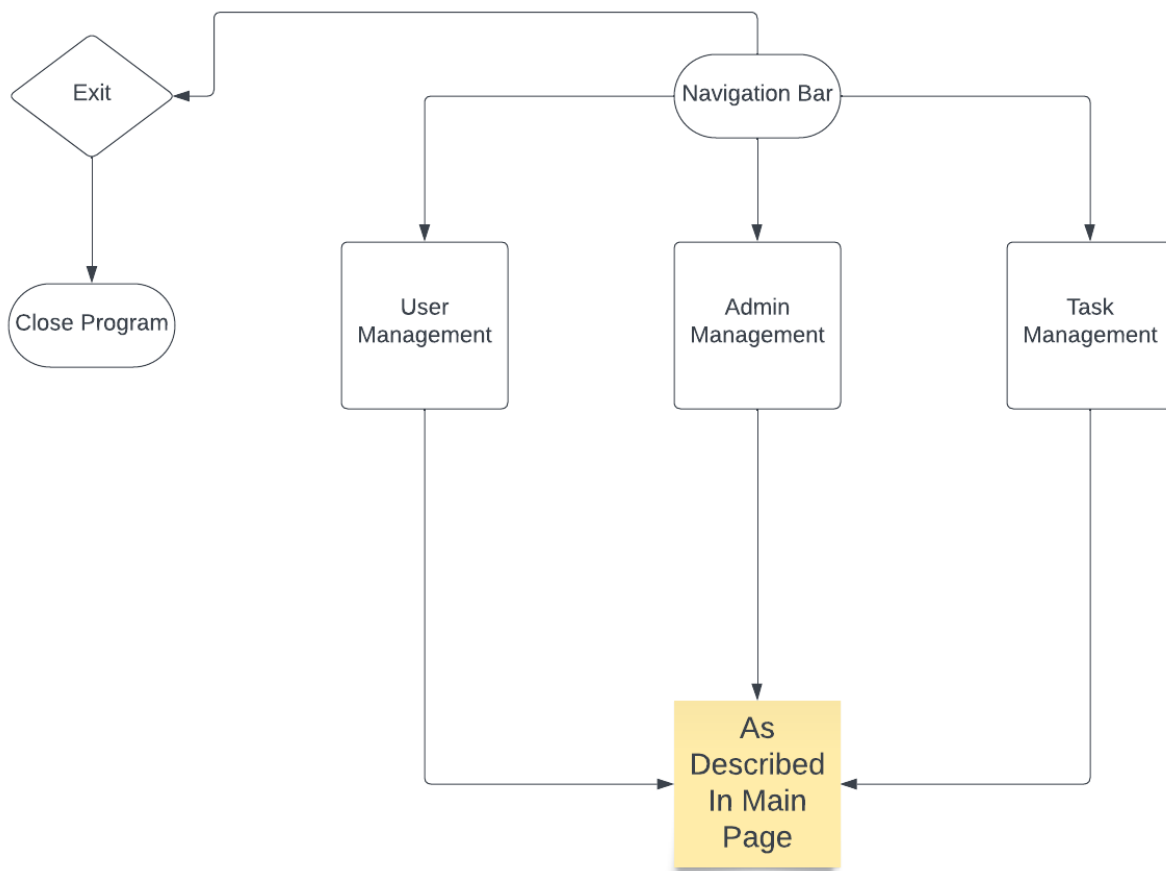 Exit
Navigation Bar
Close Program
User
Management
Admin
Management
Task
Management
As
Described
In Main
Page